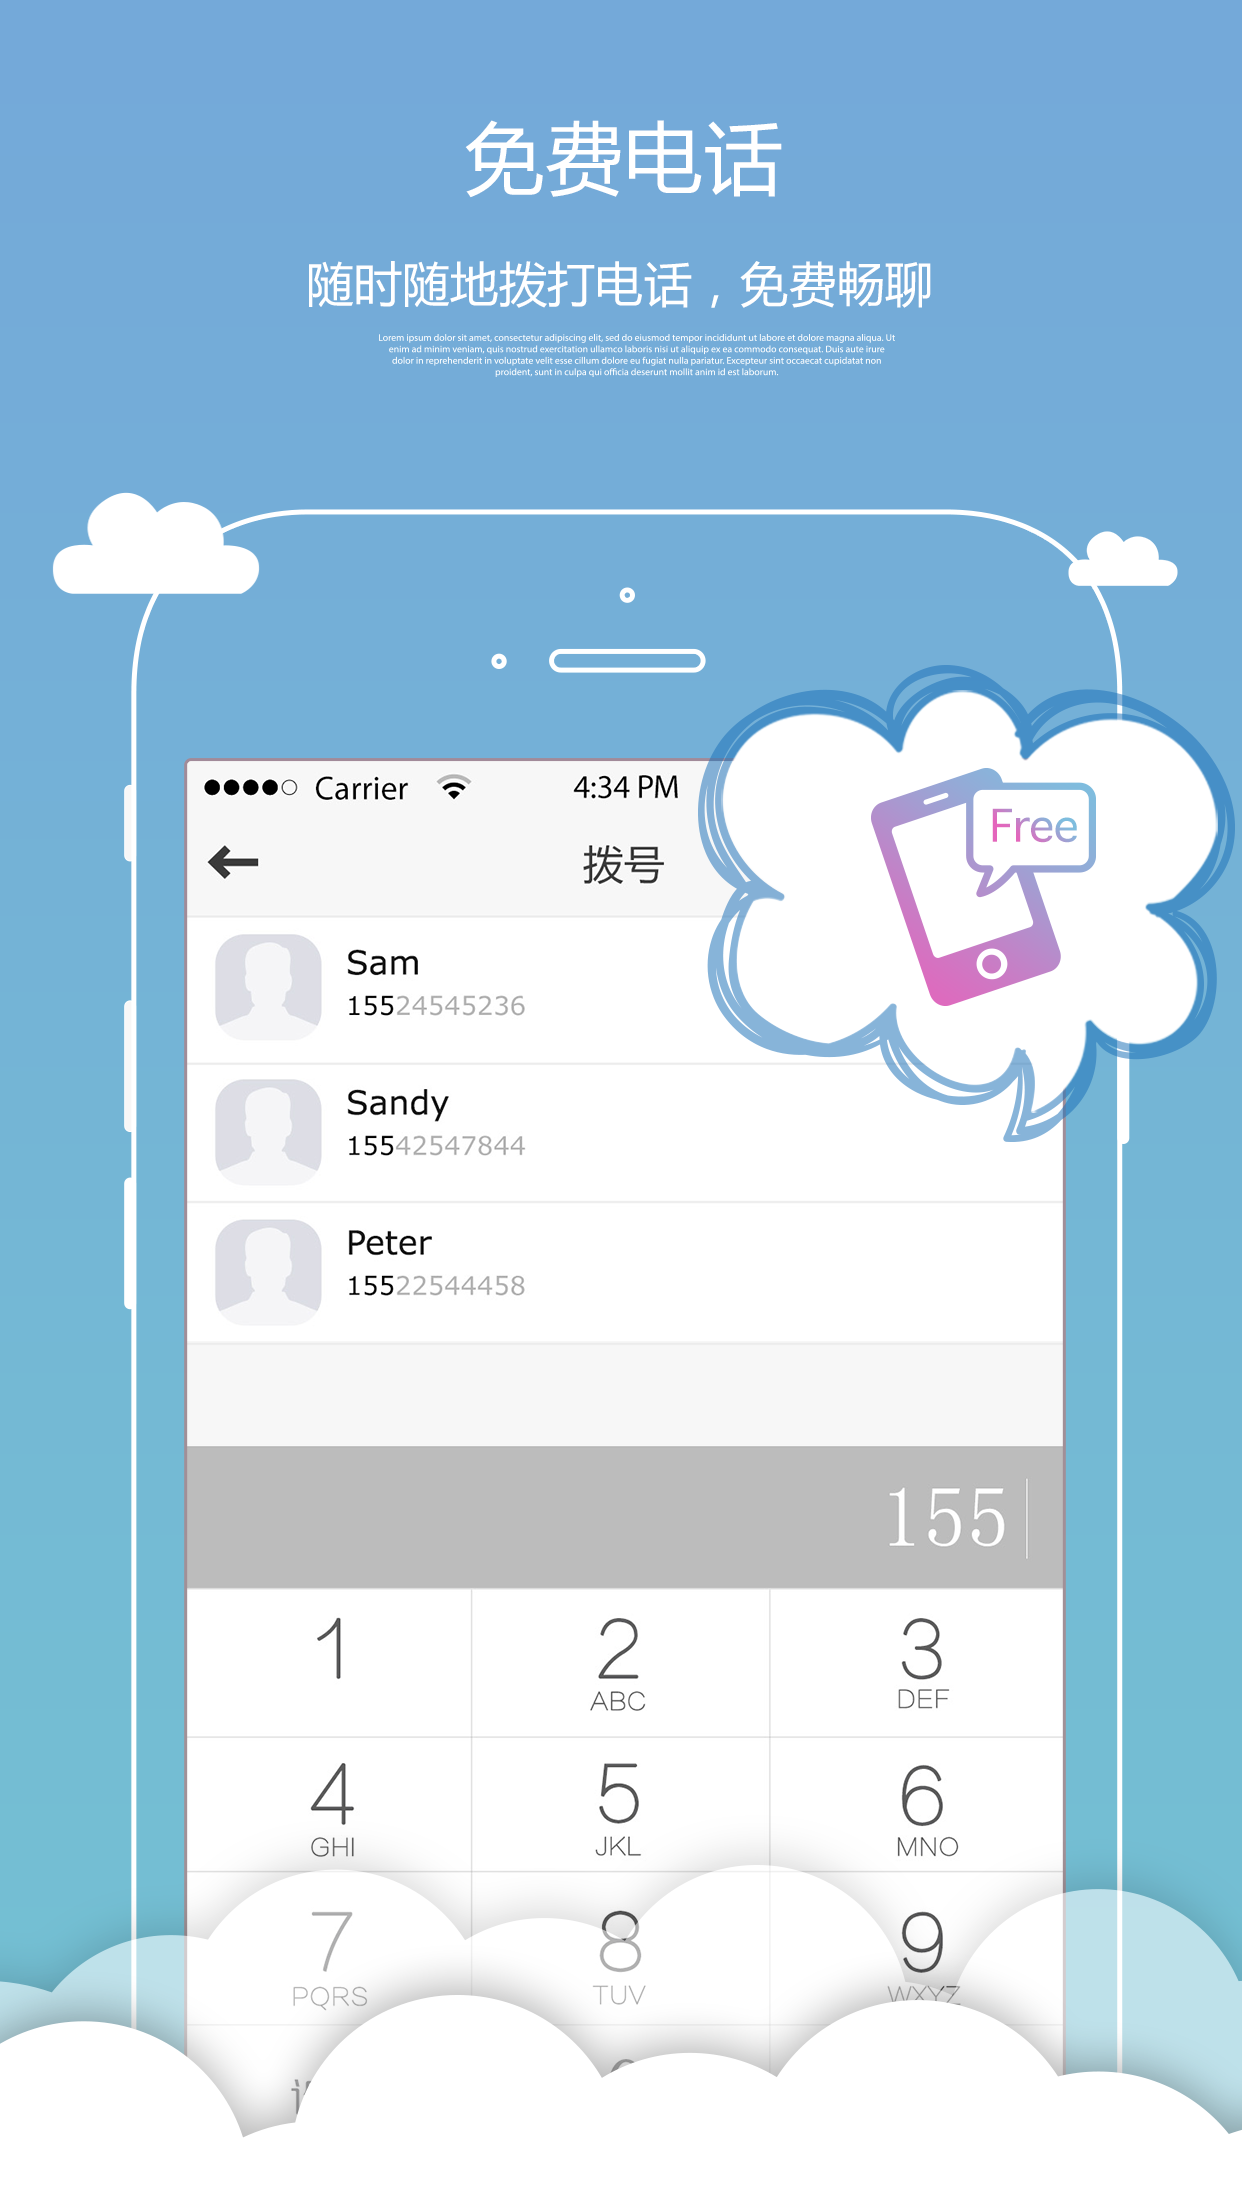 免费电话
随时随地拨打电话，免费畅聊
Lorem ipsum dolor sit amet, consectetur adipiscing elit, sed do eiusmod tempor incididunt ut labore et dolore magna aliqua. Ut
enim ad minim veniam, quis nostrud exercitation ullamco laboris nisi ut aliquip ex ea commodo consequat. Duis aute irure
dolor in reprehenderit in voluptate velit esse cillum dolore eu fugiat nulla pariatur. Excepteur sint occaecat cupidatat non
proident, sunt in culpa qui officia deserunt mollit anim id est laborum.
Carrier 4:34 PM
拨号
Free
Sam
15524545236
Sandy
15542547844
Peter
15522544458
155
1 2 3
ABC DEF
4 5 6
GHI JKL MNO
7 8 9
PQRS TUV WXYZ